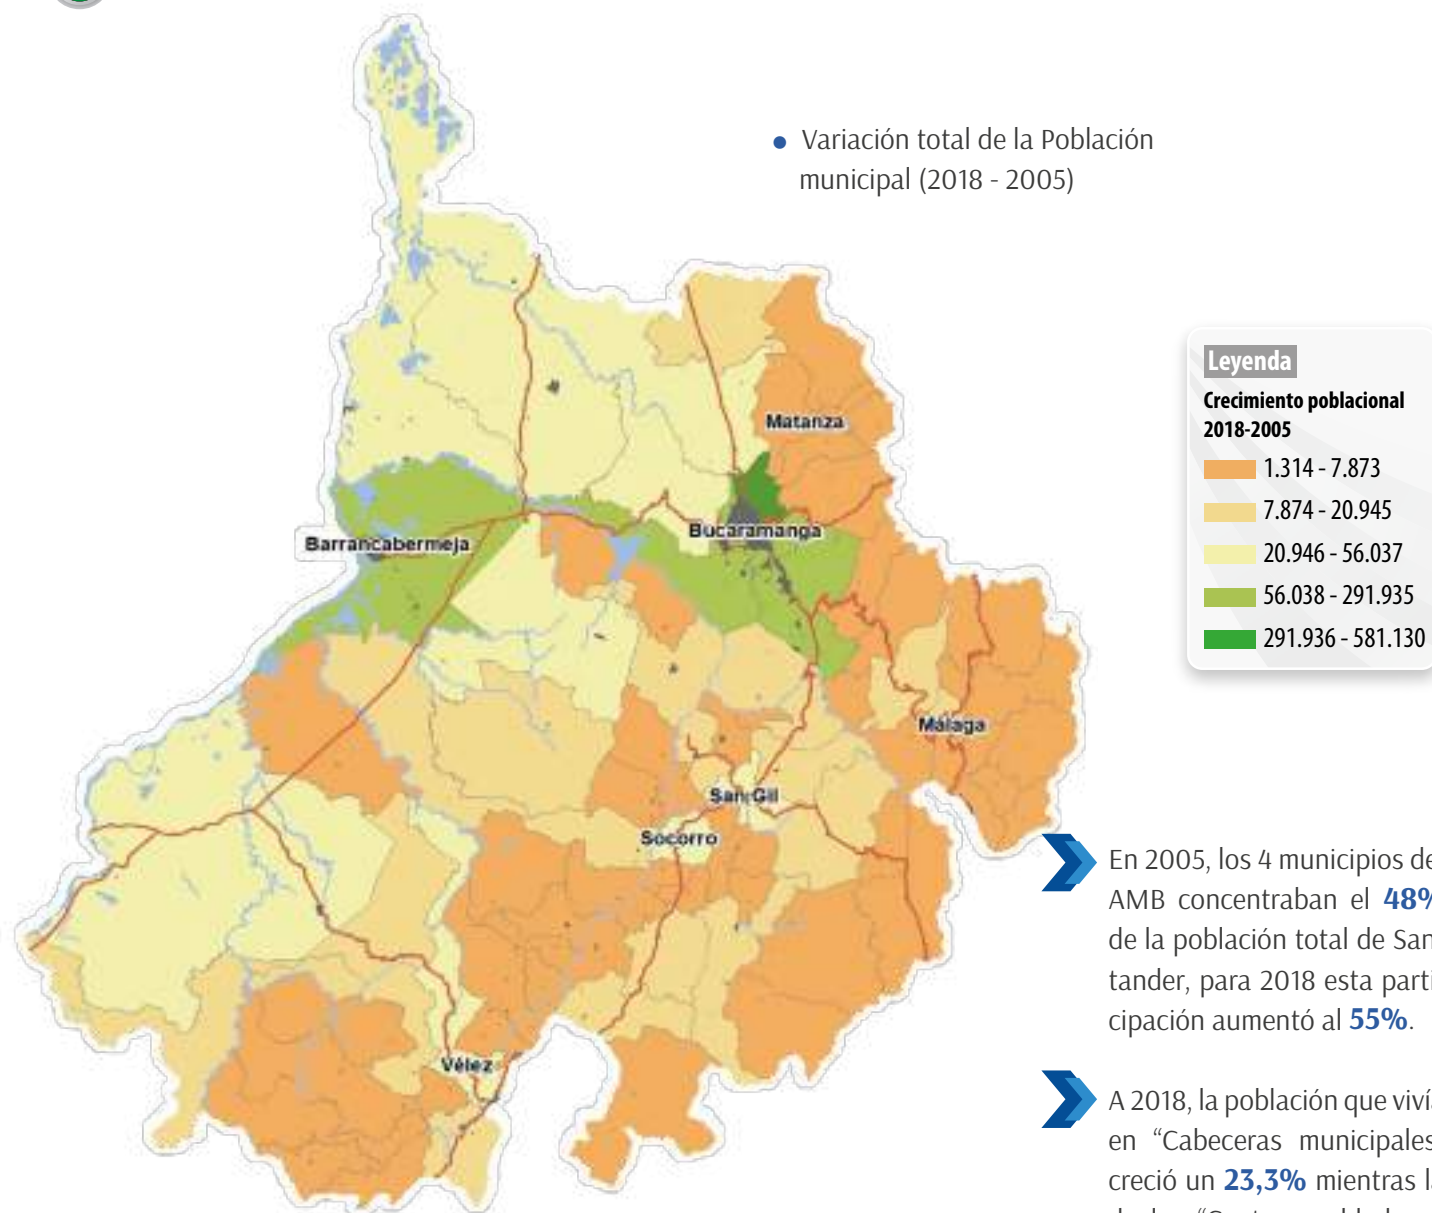 • Variación total de la Población
municipal (2018 - 2005)
Leyenda
Crecimiento poblacional
2018-2005
1.314 - 7.873
7.874 - 20.945
20.946 - 56.037
56.038 - 291.935
291.936 - 581.130
Matanza
Bucaramanga
Barrancabermeja
Málaga
San Gil
Socorro
Vélez
En 2005, los 4 municipios de
AMB concentraban el 48%
de la población total de San-
tander, para 2018 esta parti
cipación aumentó al 55%.
A 2018, la población que vivía
en “Cabeceras municipales
creció un 23,3% mientras la